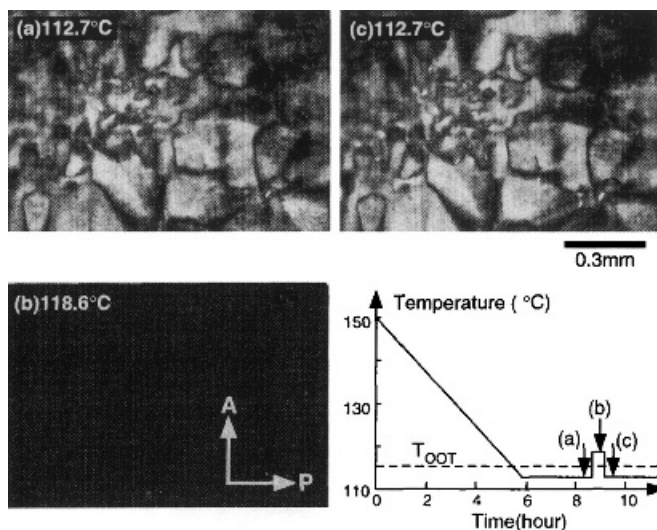 (a)112.7°C
(c)112.7°C
0.3mm
(b)118.6°C
A
P
Temperature ( °C)
150
130
110
T_OOT
(a)
(b)
(c)
0 2 4 6 8 10
Time(hour)